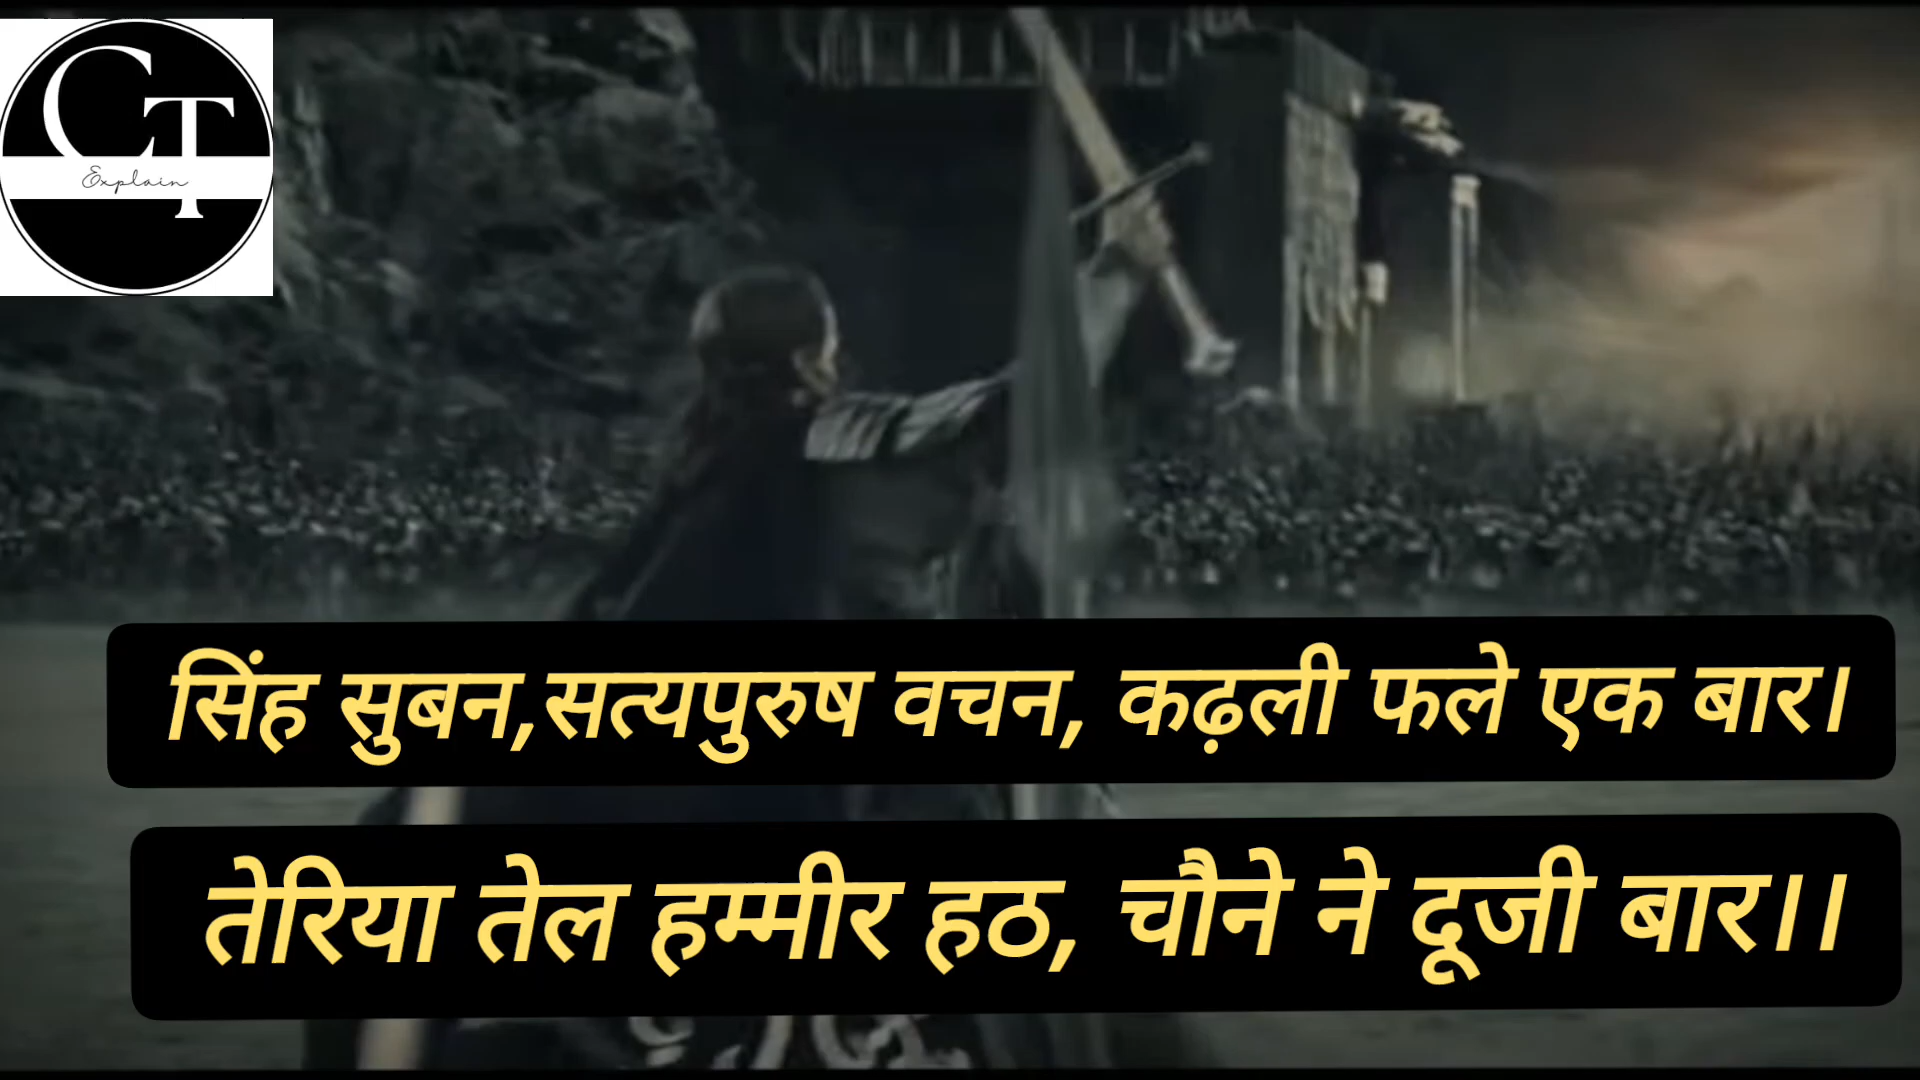 CT
Explain
सिंह सुबन,सत्यपुरुष वचन, कढ़ली फले एक बार।
तेरिया तेल हम्मीर हठ, चौने ने दूजी बार।।